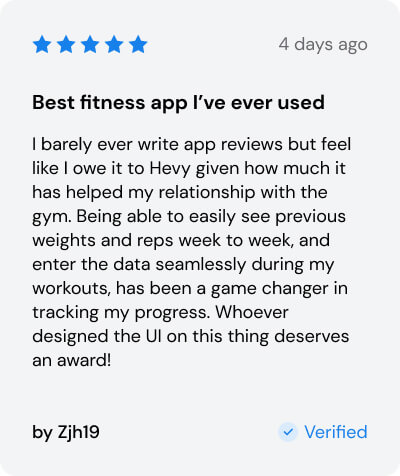 4 days ago
Best fitness app I’ve ever used
I barely ever write app reviews but feel
like I owe it to Hevy given how much it
has helped my relationship with the
gym. Being able to easily see previous
weights and reps week to week, and
enter the data seamlessly during my
workouts, has been a game changer in
tracking my progress. Whoever
designed the UI on this thing deserves
an award!
by Zjh19
Verified